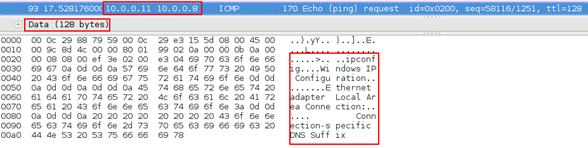 93 17.528176000 10.0.0.11 10.0.0.8 ICMP 170 Echo (ping) request id=0x0200, seq=58116/1251, ttl=128
Data (128 bytes)
0000 00 0c 29 88 79 59 00 0c 29 e3 15 5d 08 00 45 00 ..).yY.. )..]..E.
0010 00 9c 8d 4c 00 00 80 01 99 02 0a 00 00 0b 0a 00 ...L.... ........
0020 00 08 08 00 ef 3e 02 00 e3 04 69 70 63 6f 6e 66 .....>.. ..ipconf
0030 69 67 0a 0d 0d 0a 57 69 6e 64 6f 77 73 20 49 50 ig....Wi ndows IP
0040 20 43 6f 6e 66 69 67 75 72 61 74 69 6f 6e 0d 0d Configu ration..
0050 0a 0d 0d 0a 0d 0d 0a 45 74 68 65 72 6e 65 74 20 .......E thernet
0060 61 64 61 70 74 65 72 20 4c 6f 63 61 6c 20 41 72 adapter Local Ar
0070 65 61 20 43 6f 6e 6e 65 63 74 69 6f 6e 3a 0d 0d ea Conne ction:..
0080 0a 0d 0d 0a 20 20 20 20 20 20 20 20 43 6f 6e 6e .... Conn
0090 65 63 74 69 6f 6e 2d 73 70 65 63 69 66 69 63 20 ection-s pecific
00a0 44 4e 53 20 53 75 66 66 69 78 DNS Suff ix